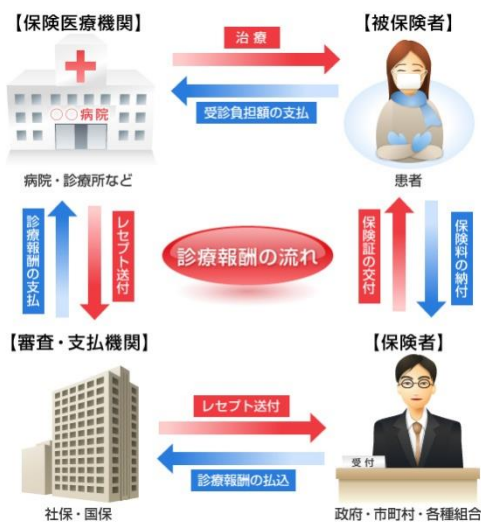 【保険医療機関】
治療
【被保険者】
受診負担額の支払
〇〇病院
病院・診療所など
患者
診療報酬の支払
レセプト送付
診療報酬の流れ
保険証の交付
保険料の納付
【審査・支払機関】
【保険者】
レセプト送付
診療報酬の払込
受付
社保・国保
政府・市町村・各種組合